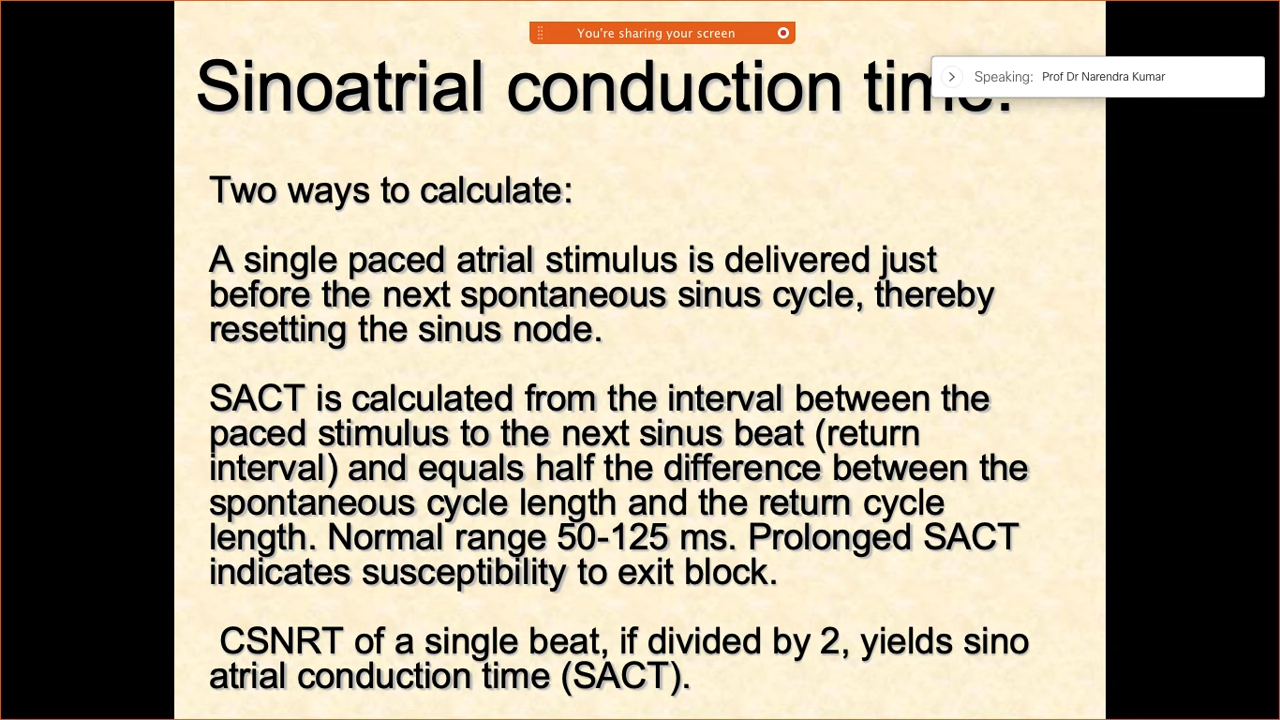 You're sharing your screen
Speaking: Prof Dr Narendra Kumar
Sinoatrial conduction
Two ways to calculate:
A single paced atrial stimulus is delivered just
before the next spontaneous sinus cycle, thereby
resetting the sinus node.
SACT is calculated from the interval between the
paced stimulus to the next sinus beat (return
interval) and equals half the difference between the
spontaneous cycle length and the return cycle
length. Normal range 50-125 ms. Prolonged SACT
indicates susceptibility to exit block.
CSNRT of a single beat, if divided by 2, yields sino
atrial conduction time (SACT).